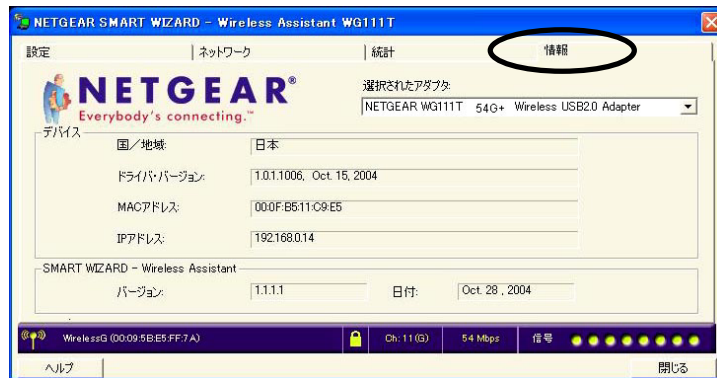 NETGEAR SMART WIZARD - Wireless Assistant WG111T
設定 ネットワーク 統計 情報
NETGEAR®
Everybody's connecting.™
選択されたアダプタ:
NETGEAR WG111T 54G+ Wireless USB2.0 Adapter
デバイス
国/地域: 日本
ドライバ・バージョン: 1.0.1.1006, Oct. 15, 2004
MACアドレス: 00:0F:B5:11:C9:E5
IPアドレス: 192.168.0.14
SMART WIZARD - Wireless Assistant
バージョン: 1.1.1.1 日付: Oct. 28 , 2004
WirelessG (00:09:5B:E5:FF:7A) Ch: 11 (G) 54 Mbps 信号
ヘルプ 閉じる